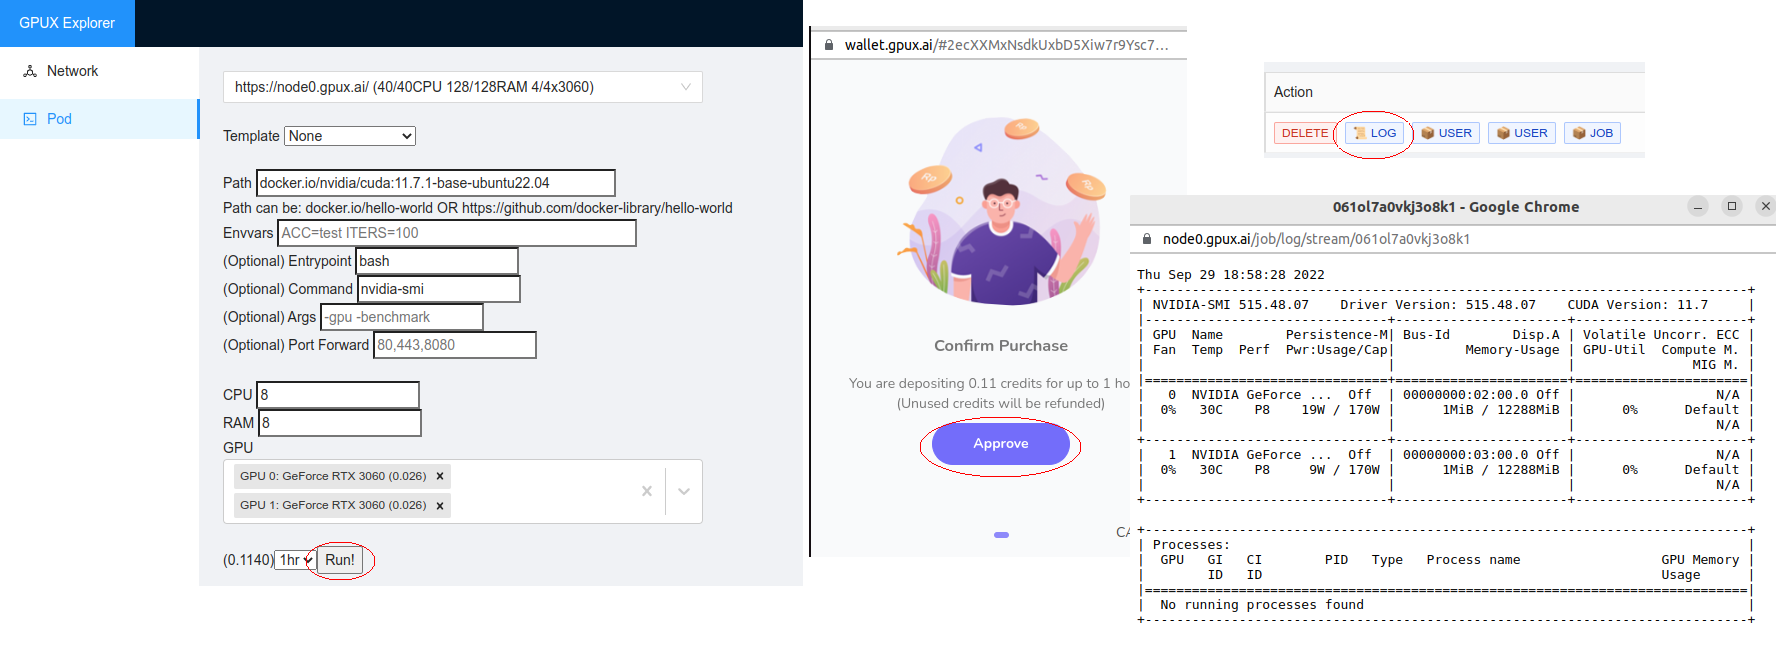 GPUX Explorer
Network
Pod
https://node0.gpux.ai/ (40/40CPU 128/128RAM 4/4x3060)
Template None
Path docker.io/nvidia/cuda:11.7.1-base-ubuntu22.04
Path can be: docker.io/hello-world OR https://github.com/docker-library/hello-world
Envvars ACC=test ITERS=100
(Optional) Entrypoint bash
(Optional) Command nvidia-smi
(Optional) Args -gpu -benchmark
(Optional) Port Forward 80,443,8080
CPU 8
RAM 8
GPU
GPU 0: GeForce RTX 3060 (0.026) ×
GPU 1: GeForce RTX 3060 (0.026) ×
(0.1140) 1hr Run!
wallet.gpux.ai/#2ecXXMxNsdkUxbD5Xiw7r9Ysc7...
Rp
Rp
Rp
Confirm Purchase
You are depositing 0.11 credits for up to 1 ho
(Unused credits will be refunded)
Approve
CA
Action
DELETE LOG USER USER JOB
061ol7a0vkj3o8k1 - Google Chrome
node0.gpux.ai/job/log/stream/061ol7a0vkj3o8k1
Thu Sep 29 18:58:28 2022
+-----------------------------------------------------------------------------+
| NVIDIA-SMI 515.48.07    Driver Version: 515.48.07    CUDA Version: 11.7     |
|-------------------------------+----------------------+----------------------+
| GPU  Name        Persistence-M| Bus-Id        Disp.A | Volatile Uncorr. ECC |
| Fan  Temp  Perf  Pwr:Usage/Cap|         Memory-Usage | GPU-Util  Compute M. |
|                               |                      |               MIG M. |
|===============================+======================+======================|
|   0  NVIDIA GeForce ...  Off  | 00000000:02:00.0 Off |                  N/A |
|  0%   30C    P8    19W / 170W |      1MiB / 12288MiB |      0%      Default |
|                               |                      |                  N/A |
+-------------------------------+----------------------+----------------------+
|   1  NVIDIA GeForce ...  Off  | 00000000:03:00.0 Off |                  N/A |
|  0%   30C    P8     9W / 170W |      1MiB / 12288MiB |      0%      Default |
|                               |                      |                  N/A |
+-------------------------------+----------------------+----------------------+
+-----------------------------------------------------------------------------+
| Processes:                                                                  |
|  GPU   GI   CI        PID   Type   Process name                  GPU Memory |
|        ID   ID                                                   Usage      |
|=============================================================================|
|  No running processes found                                                 |
+-----------------------------------------------------------------------------+